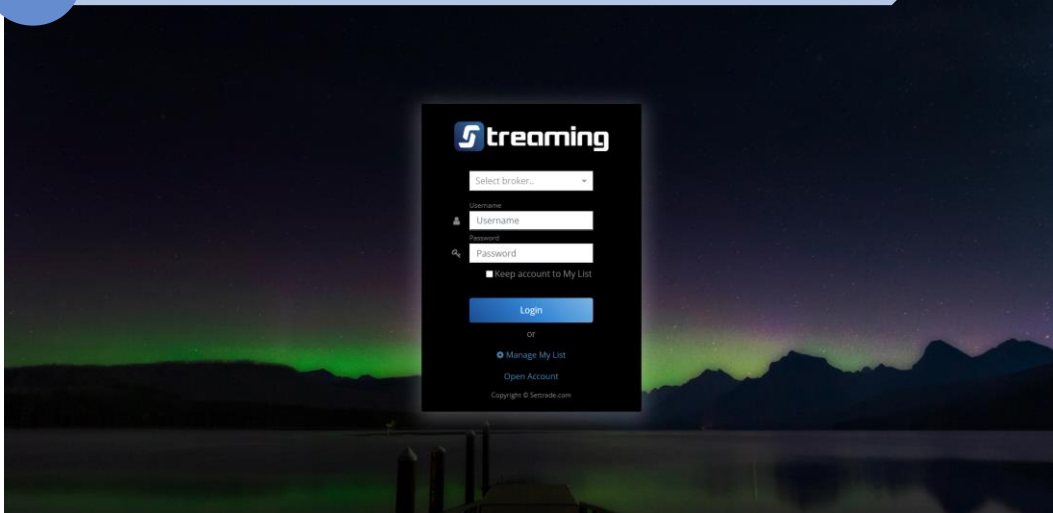 Streaming
Select broker...
Username
Username
Password
Password
Keep account to My List
Login
or
Manage My List
Open Account
Copyright © Settrade.com